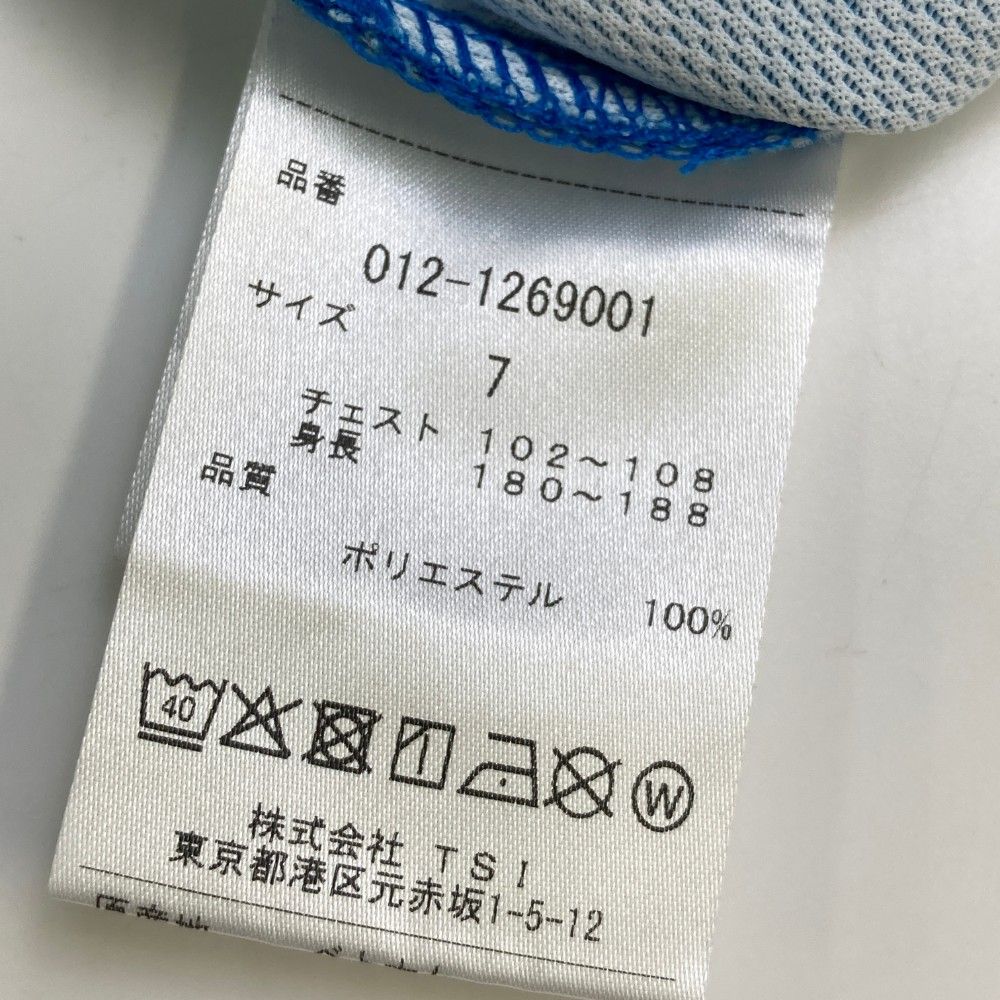 品番
012-1269001
サイズ
7
チェスト 102～108
身長 180～188
品質
ポリエステル 100%
40
W
株式会社 TSI
東京都港区元赤坂1-5-12